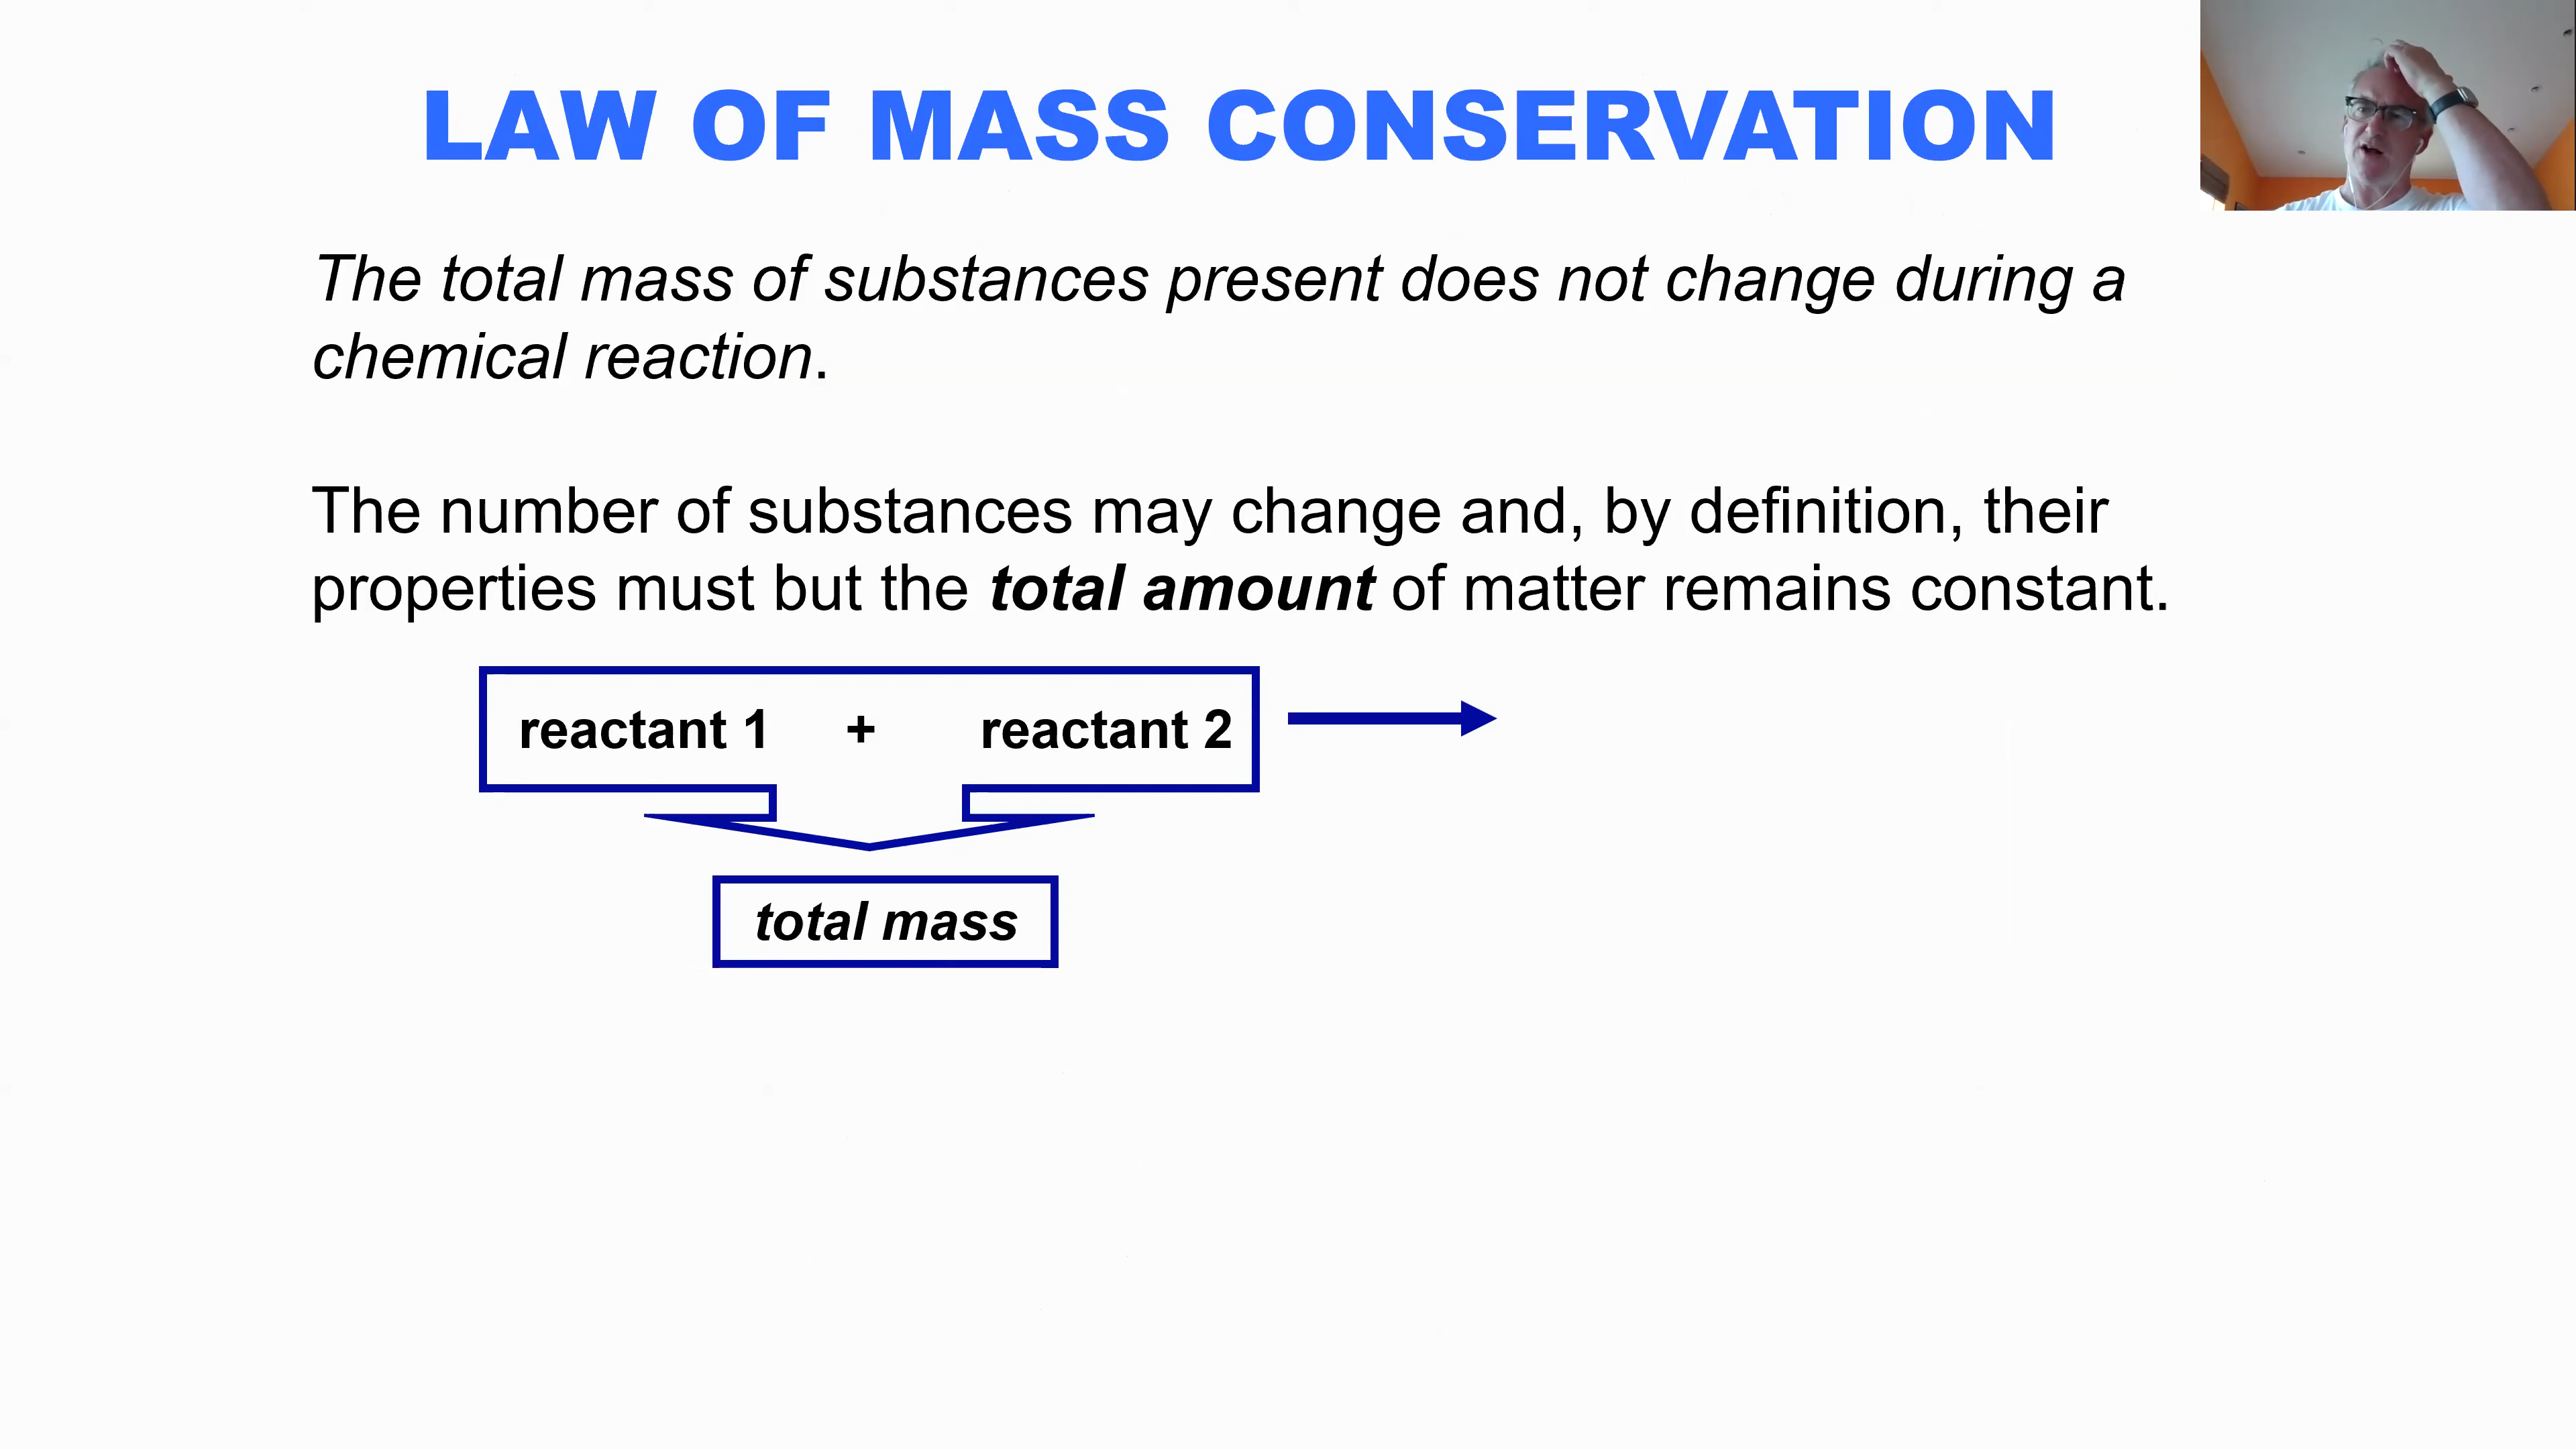 LAW OF MASS CONSERVATION
The total mass of substances present does not change during a
chemical reaction.
The number of substances may change and, by definition, their
properties must but the total amount of matter remains constant.
reactant 1 + reactant 2
total mass